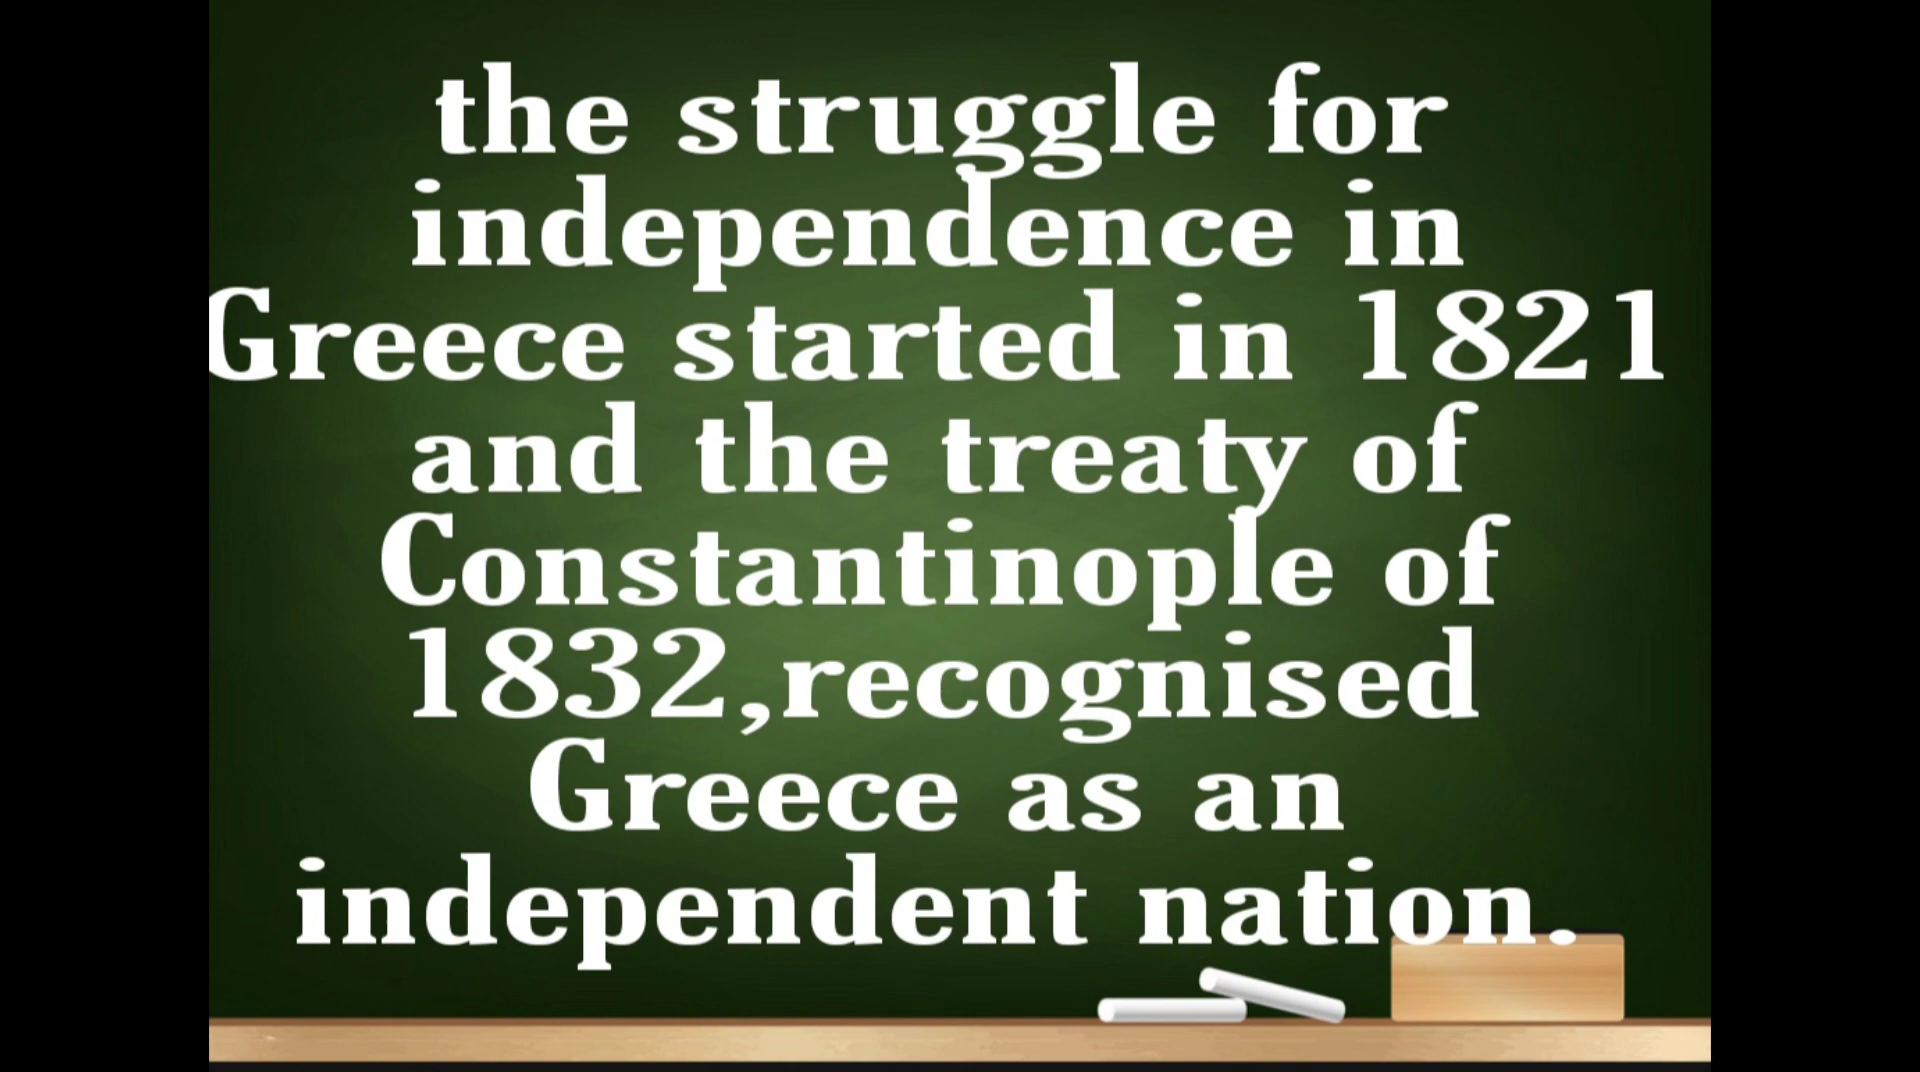 the struggle for
independence in
Greece started in 1821
and the treaty of
Constantinople of
1832,recognised
Greece as an
independent nation.